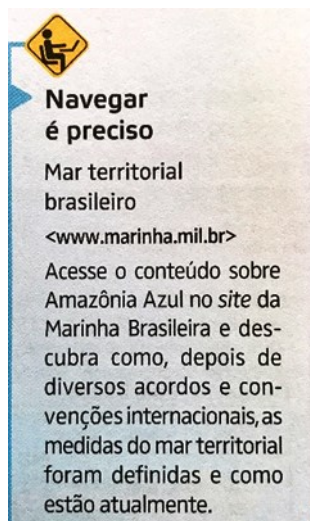 Navegar
é preciso
Mar territorial
brasileiro
<www.marinha.mil.br>
Acesse o conteúdo sobre
Amazônia Azul no site da
Marinha Brasileira e des-
cubra como, depois de
diversos acordos e con-
venções internacionais, as
medidas do mar territorial
foram definidas e como
estão atualmente.